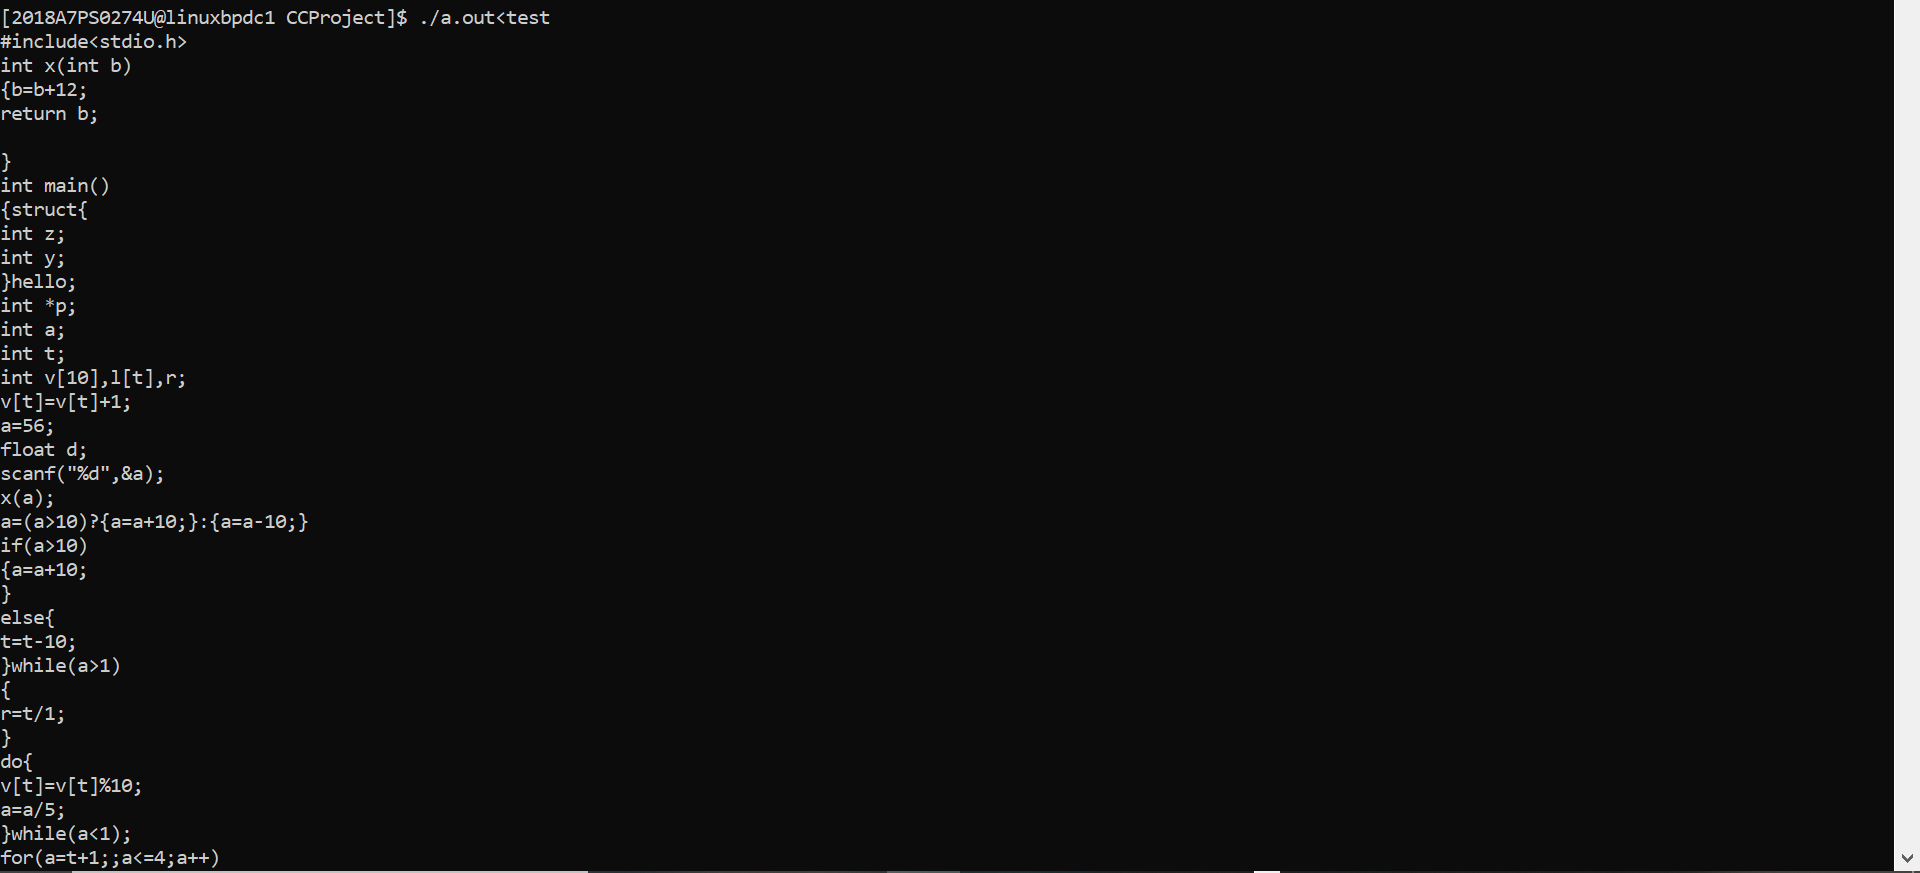 [2018A7PS0274U@linuxbpdc1 CCProject]$ ./a.out<test
#include<stdio.h>
int x(int b)
{b=b+12;
return b;

}
int main()
{struct{
int z;
int y;
}hello;
int *p;
int a;
int t;
int v[10],l[t],r;
v[t]=v[t]+1;
a=56;
float d;
scanf("%d",&a);
x(a);
a=(a>10)?{a=a+10;}:{a=a-10;}
if(a>10)
{a=a+10;
}
else{
t=t-10;
}while(a>1)
{
r=t/1;
}
do{
v[t]=v[t]%10;
a=a/5;
}while(a<1);
for(a=t+1;;a<=4;a++)